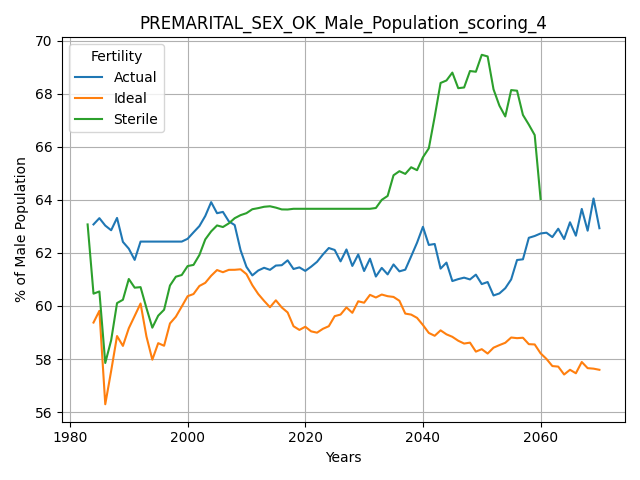 PREMARITAL_SEX_OK_Male_Population_scoring_4
Fertility
Actual
Ideal
Sterile
% of Male Population
70
68
66
64
62
60
58
56
1980
2000
2020
2040
2060
Years